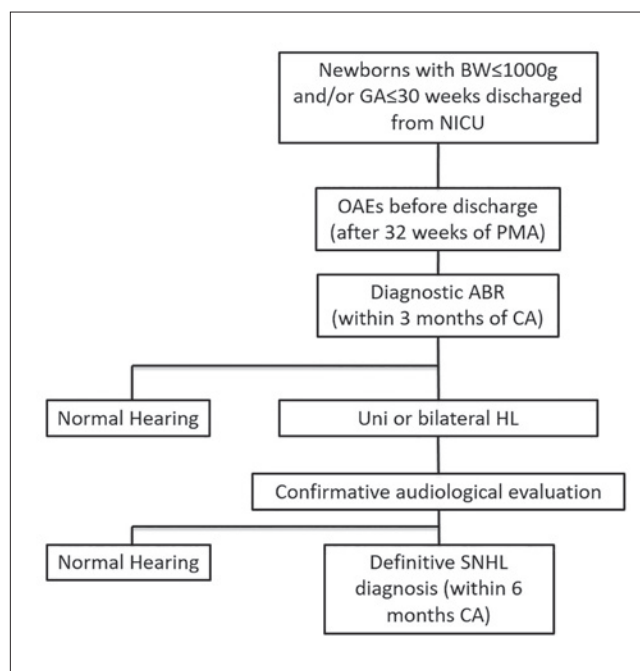 Newborns with BW≤1000g
and/or GA≤30 weeks discharged
from NICU
OAEs before discharge
(after 32 weeks of PMA)
Diagnostic ABR
(within 3 months of CA)
Normal Hearing
Uni or bilateral HL
Confirmative audiological evaluation
Normal Hearing
Definitive SNHL
diagnosis (within 6
months CA)